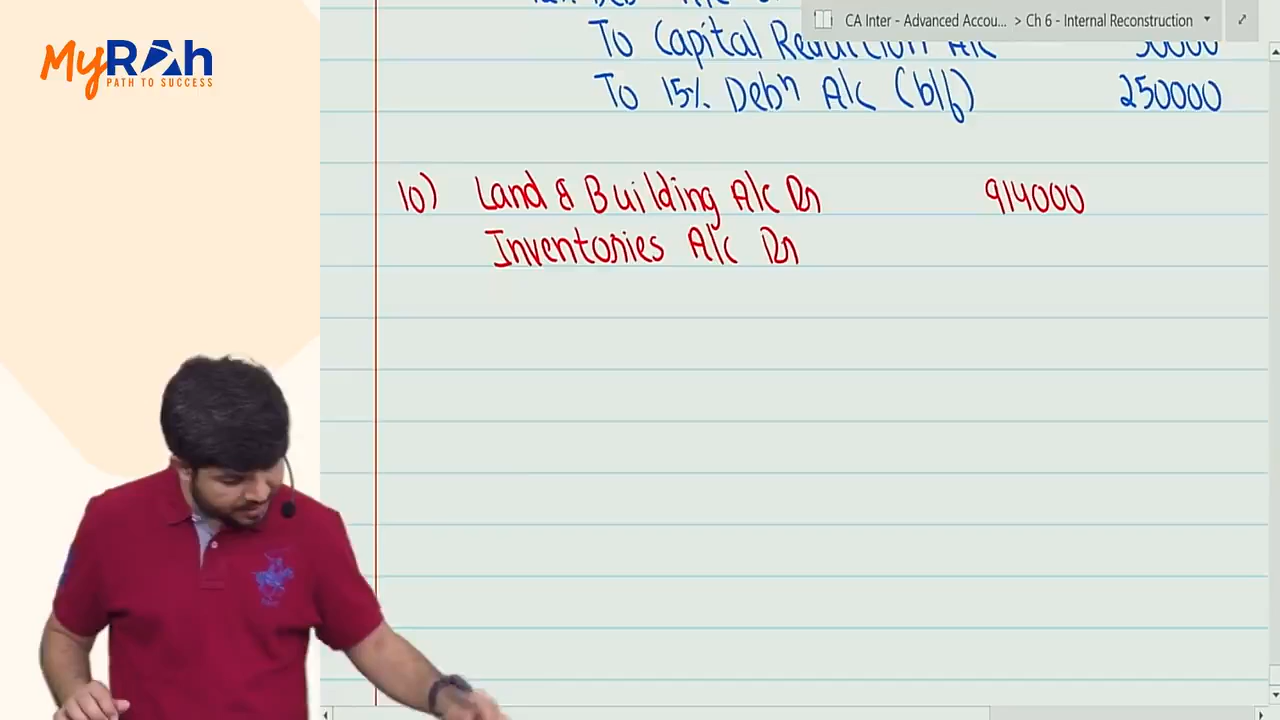 MyRAh
PATH TO SUCCESS
CA Inter - Advanced Accou... > Ch 6 - Internal Reconstruction
To Capital Reduction A/c 50000
To 15% Debⁿ A/c (b/f) 250000
10) Land & Building A/c Dr 914000
Inventories A/c Dr